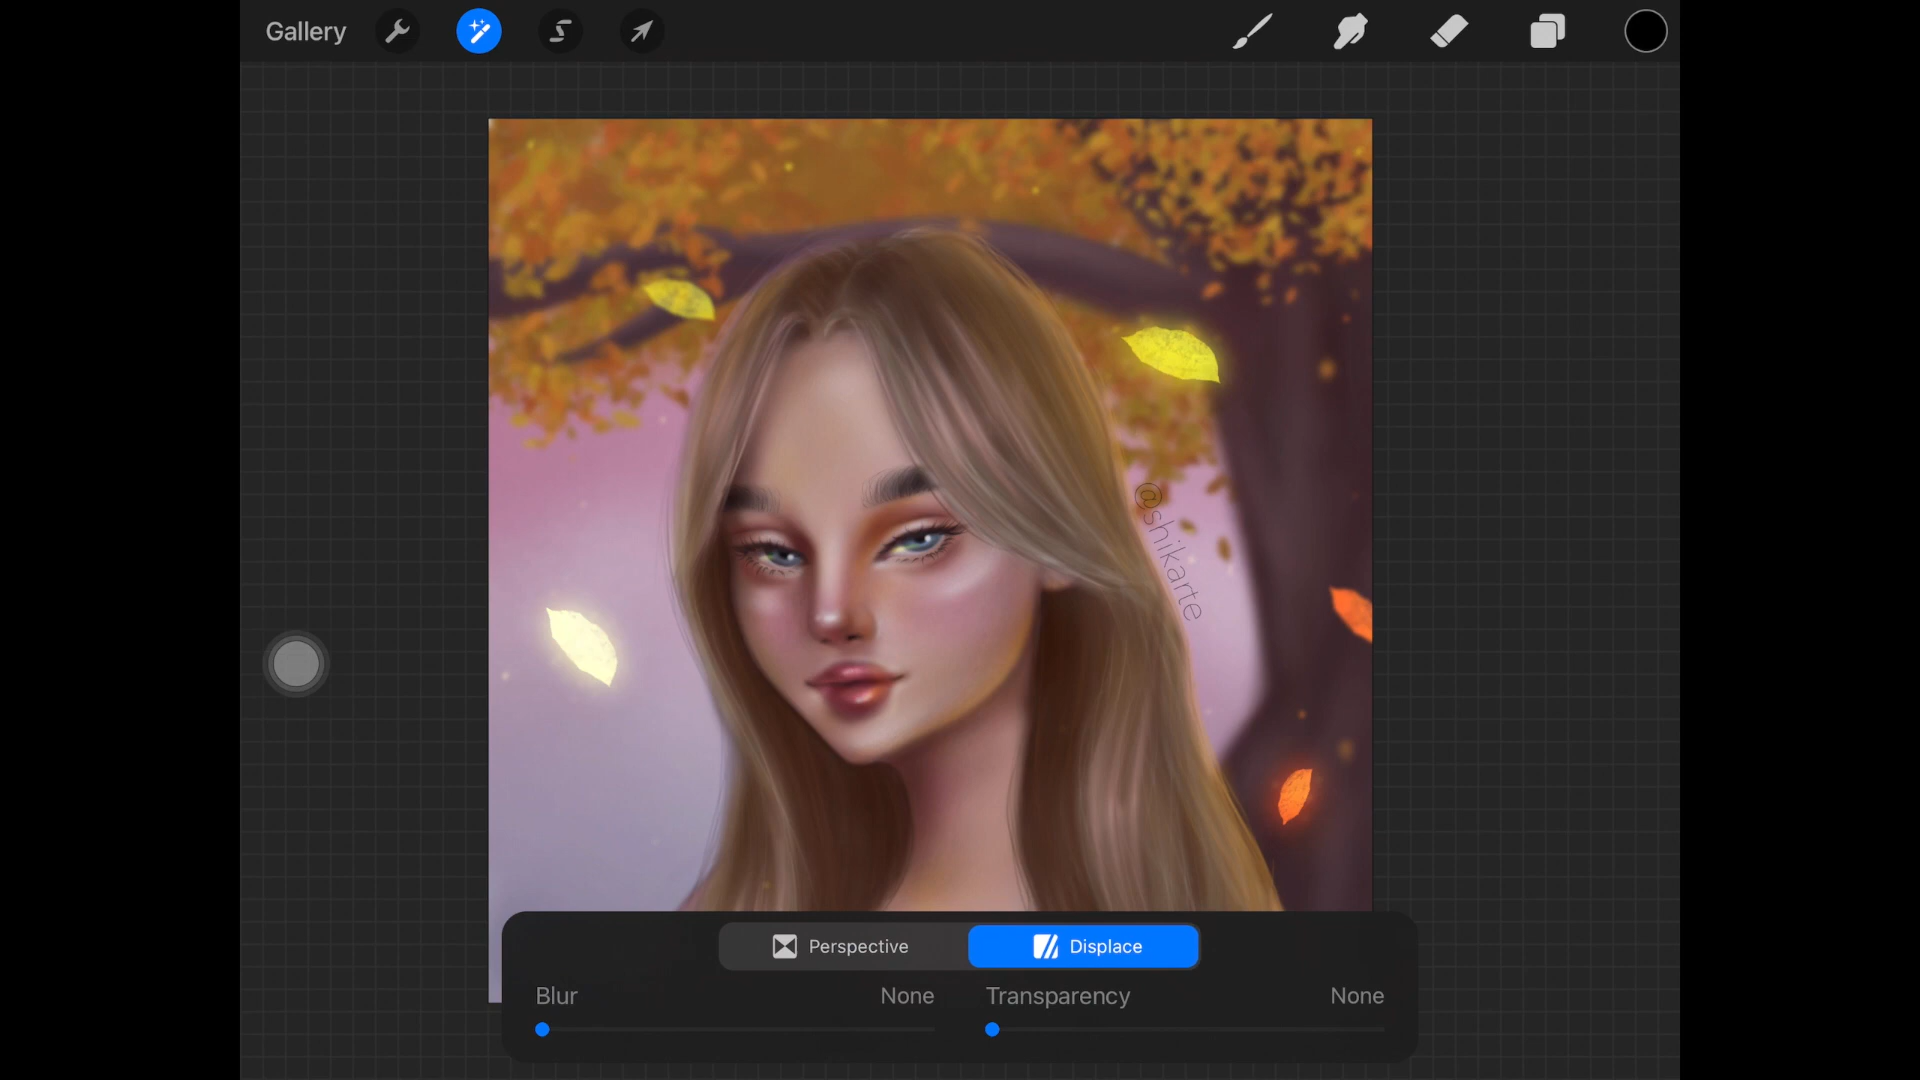 Gallery
@shikarte
Perspective
Displace
Blur
None
Transparency
None